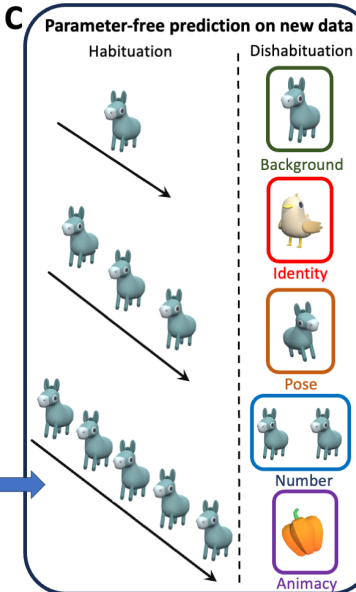 C
Parameter-free prediction on new data
Habituation
Dishabituation
Background
Identity
Pose
Number
Animacy